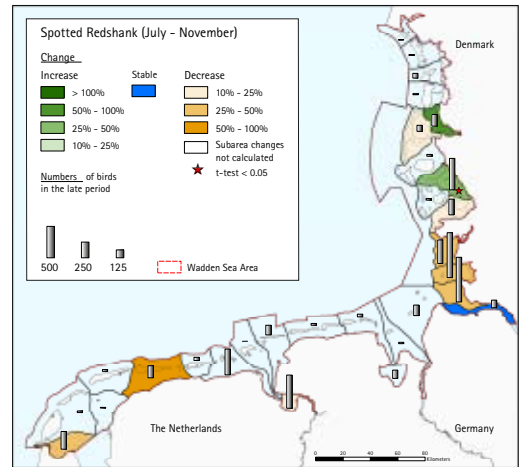 Spotted Redshank (July - November)
Change
Increase
Stable
Decrease
> 100%
50% - 100%
25% - 50%
10% - 25%
10% - 25%
25% - 50%
50% - 100%
Subarea changes
not calculated
t-test < 0.05
Numbers of birds
in the late period
500 250 125
Wadden Sea Area
Denmark
The Netherlands
Germany
0 10 20 40 60 80
Kilometers